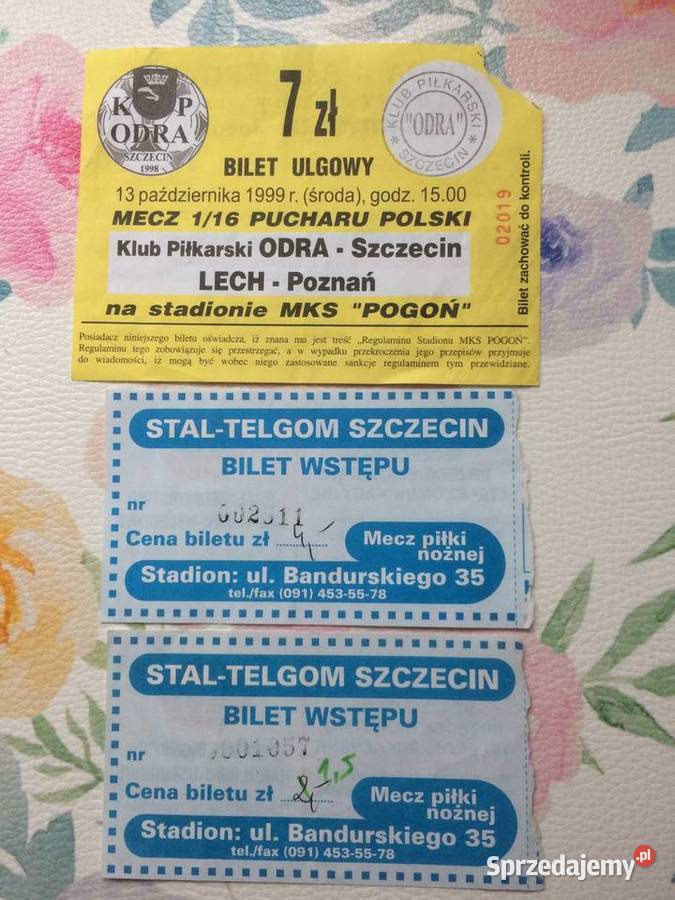 K P
ODRA
SZCZECIN
1998
7 zł
KLUB PIŁKARSKI
"ODRA"
* SZCZECIN *
BILET ULGOWY
13 października 1999 r. (środa), godz. 15.00
MECZ 1/16 PUCHARU POLSKI
Klub Piłkarski ODRA - Szczecin
LECH - Poznań
na stadionie MKS "POGOŃ"
02019
Bilet zachować do kontroli.
Posiadacz niniejszego biletu oświadcza, iż znana mu jest treść „Regulaminu Stadionu MKS POGOŃ”.
Regulaminu tego zobowiązuje się przestrzegać, a w wypadku przekroczenia jego przepisów przyjmuje
do wiadomości, iż mogą być wobec niego zastosowane sankcje regulaminem tym przewidziane.
STAL-TELGOM SZCZECIN
BILET WSTĘPU
nr
Cena biletu zł 4,-
Mecz piłki
nożnej
Stadion: ul. Bandurskiego 35
tel./fax (091) 453-55-78
STAL-TELGOM SZCZECIN
BILET WSTĘPU
nr 001057
Cena biletu zł 1,5
Mecz piłki
nożnej
Stadion: ul. Bandurskiego 35
tel./fax (091) 453-55-78
Sprzedajemy.pl